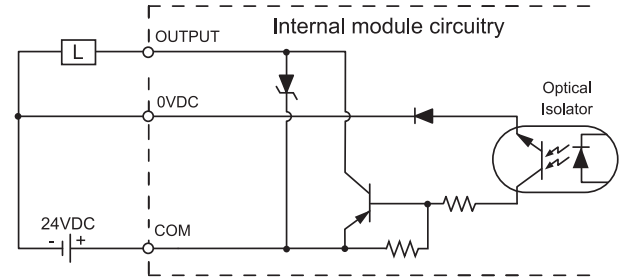 Internal module circuitry
OUTPUT
L
0VDC
Optical
Isolator
24VDC
- +
COM